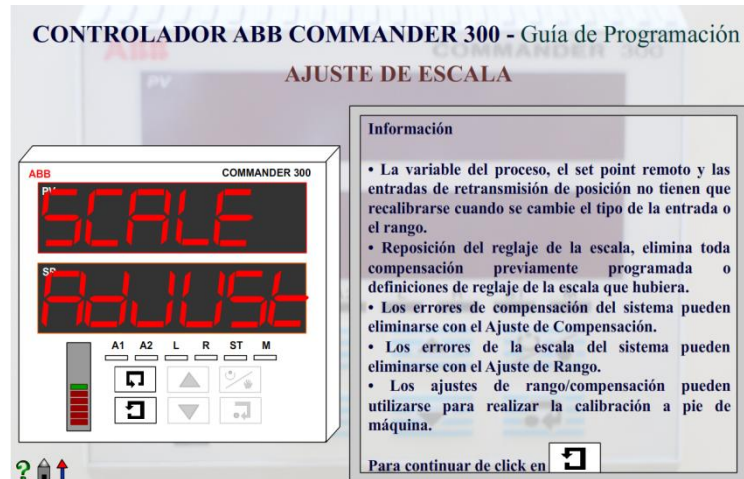 CONTROLADOR ABB COMMANDER 300 - Guía de Programación
AJUSTE DE ESCALA
ABB
COMMANDER 300
PV
SCALE
SP
AdJUSt
A1 A2 L R ST M
Información
• La variable del proceso, el set point remoto y las
entradas de retransmisión de posición no tienen que
recalibrarse cuando se cambie el tipo de la entrada o
el rango.
• Reposición del reglaje de la escala, elimina toda
compensación previamente programada o
definiciones de reglaje de la escala que hubiera.
• Los errores de compensación del sistema pueden
eliminarse con el Ajuste de Compensación.
• Los errores de la escala del sistema pueden
eliminarse con el Ajuste de Rango.
• Los ajustes de rango/compensación pueden
utilizarse para realizar la calibración a pie de
máquina.
Para continuar de click en
?
ABB
COMMANDER 300
PV